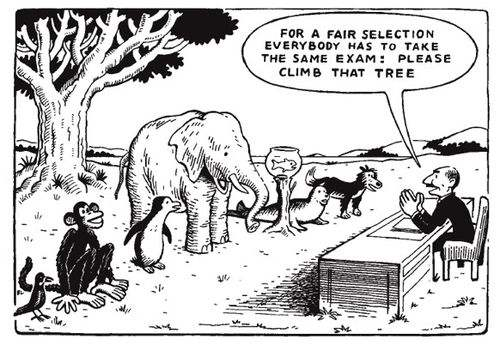 FOR A FAIR SELECTION
EVERYBODY HAS TO TAKE
THE SAME EXAM: PLEASE
CLIMB THAT TREE